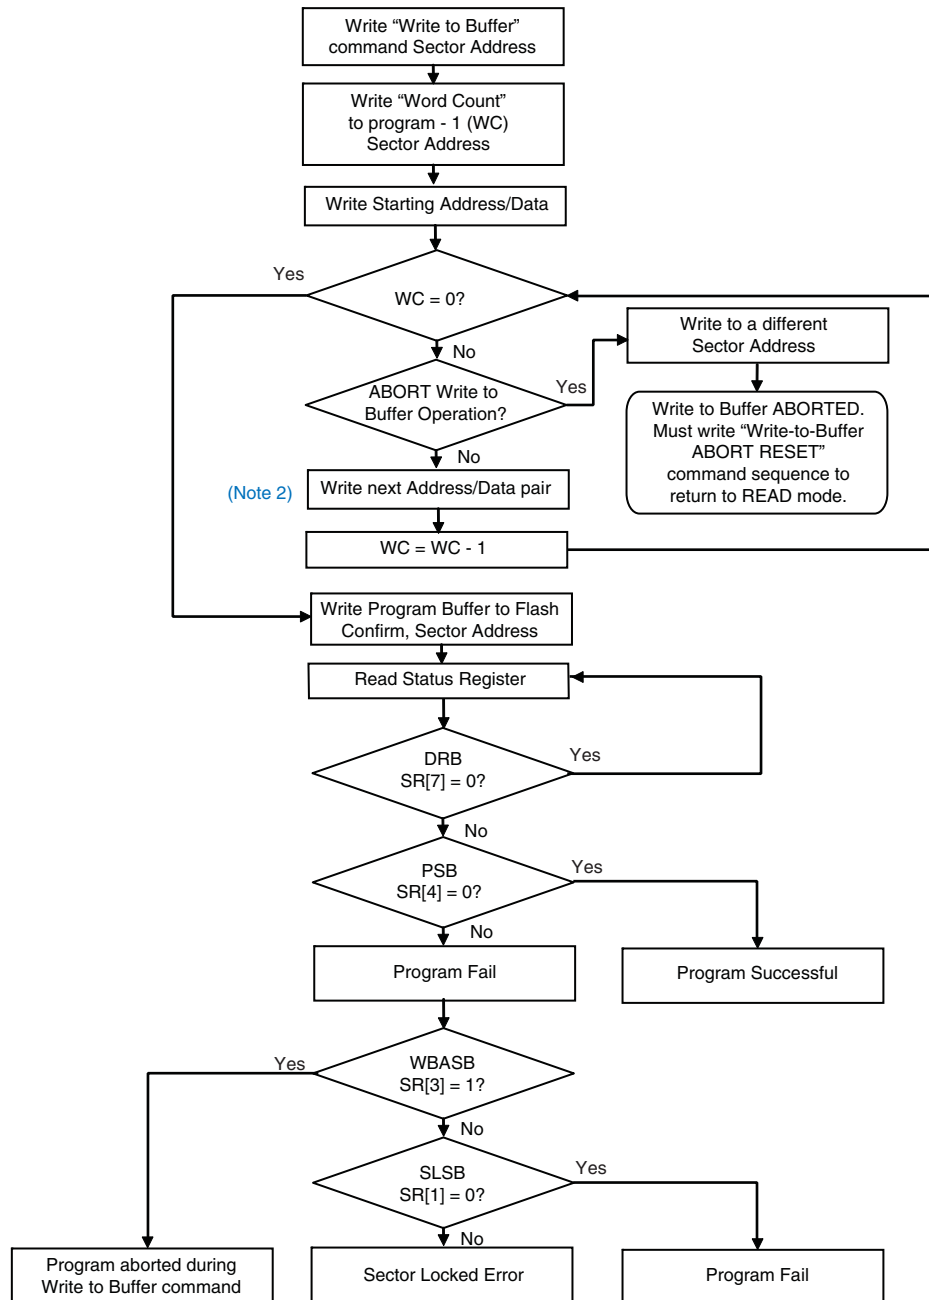 Write “Write to Buffer”
command Sector Address
Write “Word Count”
to program - 1 (WC)
Sector Address
Write Starting Address/Data
Yes
WC = 0?
No
Write to a different
Sector Address
ABORT Write to
Buffer Operation?
Yes
Write to Buffer ABORTED.
Must write “Write-to-Buffer
ABORT RESET”
command sequence to
return to READ mode.
No
(Note 2)
Write next Address/Data pair
WC = WC - 1
Write Program Buffer to Flash
Confirm, Sector Address
Read Status Register
DRB
SR[7] = 0?
Yes
No
PSB
SR[4] = 0?
Yes
No
Program Fail
Program Successful
Yes
WBASB
SR[3] = 1?
No
SLSB
SR[1] = 0?
Yes
No
Program aborted during
Write to Buffer command
Sector Locked Error
Program Fail